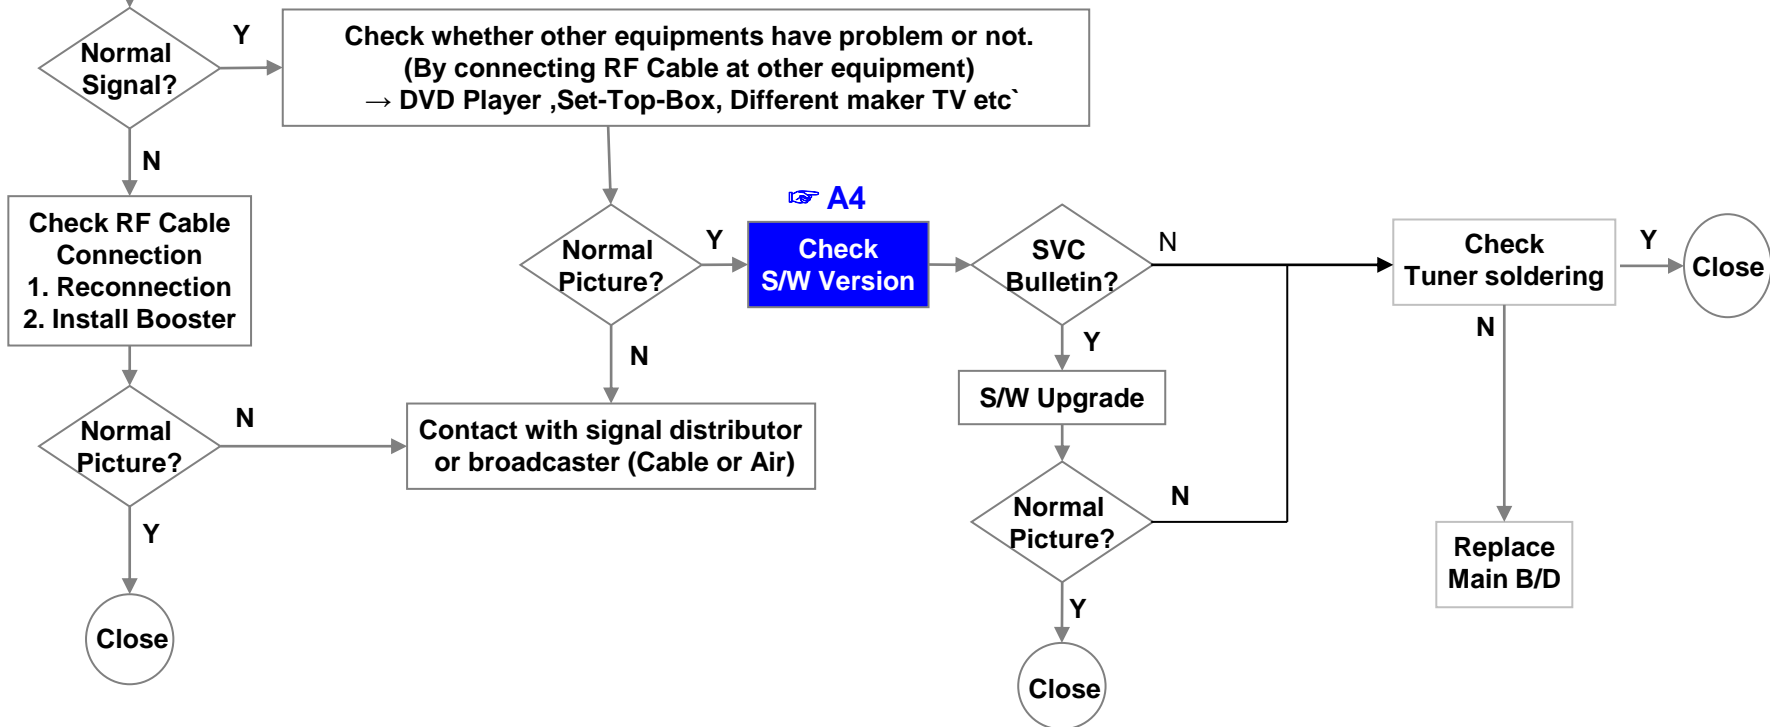 Normal
Signal?
Y
Check whether other equipments have problem or not.
(By connecting RF Cable at other equipment)
→ DVD Player ,Set-Top-Box, Different maker TV etc`
N
Check RF Cable
Connection
1. Reconnection
2. Install Booster
Normal
Picture?
N
Contact with signal distributor
or broadcaster (Cable or Air)
Y
Close
Normal
Picture?
Y
N
☞ A4
Check
S/W Version
SVC
Bulletin?
N
Y
S/W Upgrade
Normal
Picture?
N
Y
Close
Check
Tuner soldering
Y
Close
N
Replace
Main B/D